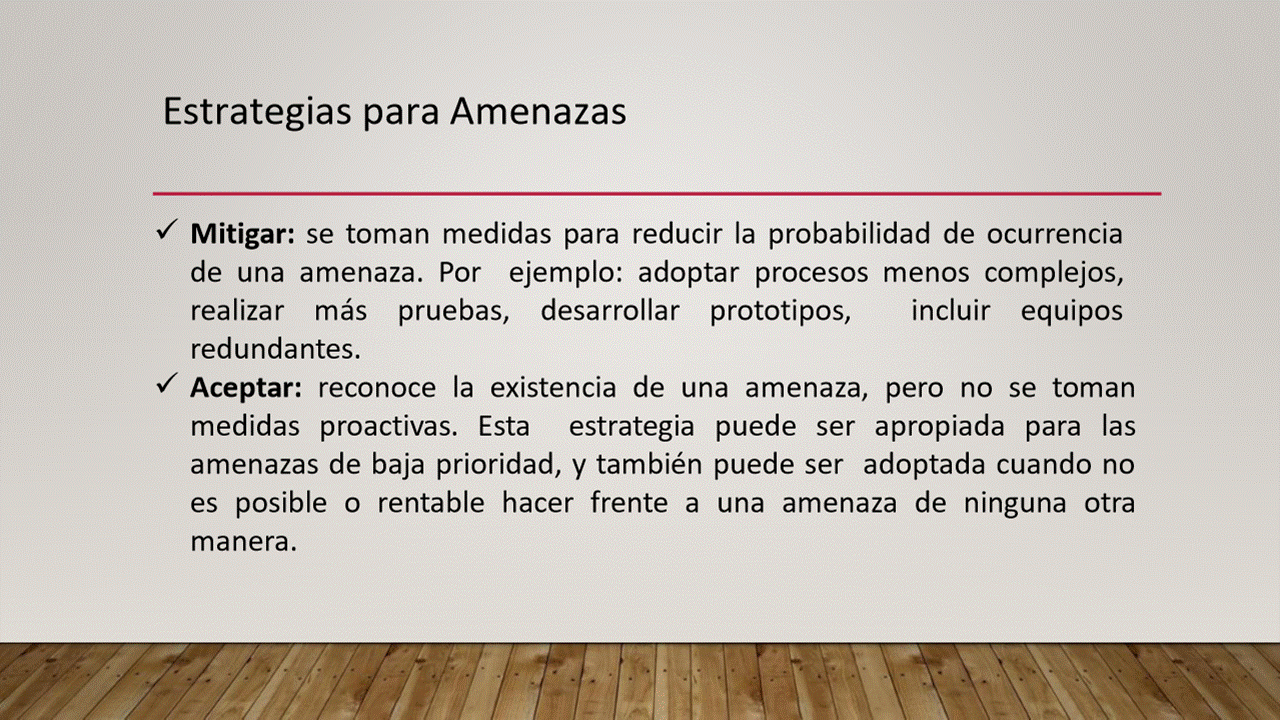 Estrategias para Amenazas
✓ Mitigar: se toman medidas para reducir la probabilidad de ocurrencia
de una amenaza. Por ejemplo: adoptar procesos menos complejos,
realizar más pruebas, desarrollar prototipos, incluir equipos
redundantes.
✓ Aceptar: reconoce la existencia de una amenaza, pero no se toman
medidas proactivas. Esta estrategia puede ser apropiada para las
amenazas de baja prioridad, y también puede ser adoptada cuando no
es posible o rentable hacer frente a una amenaza de ninguna otra
manera.